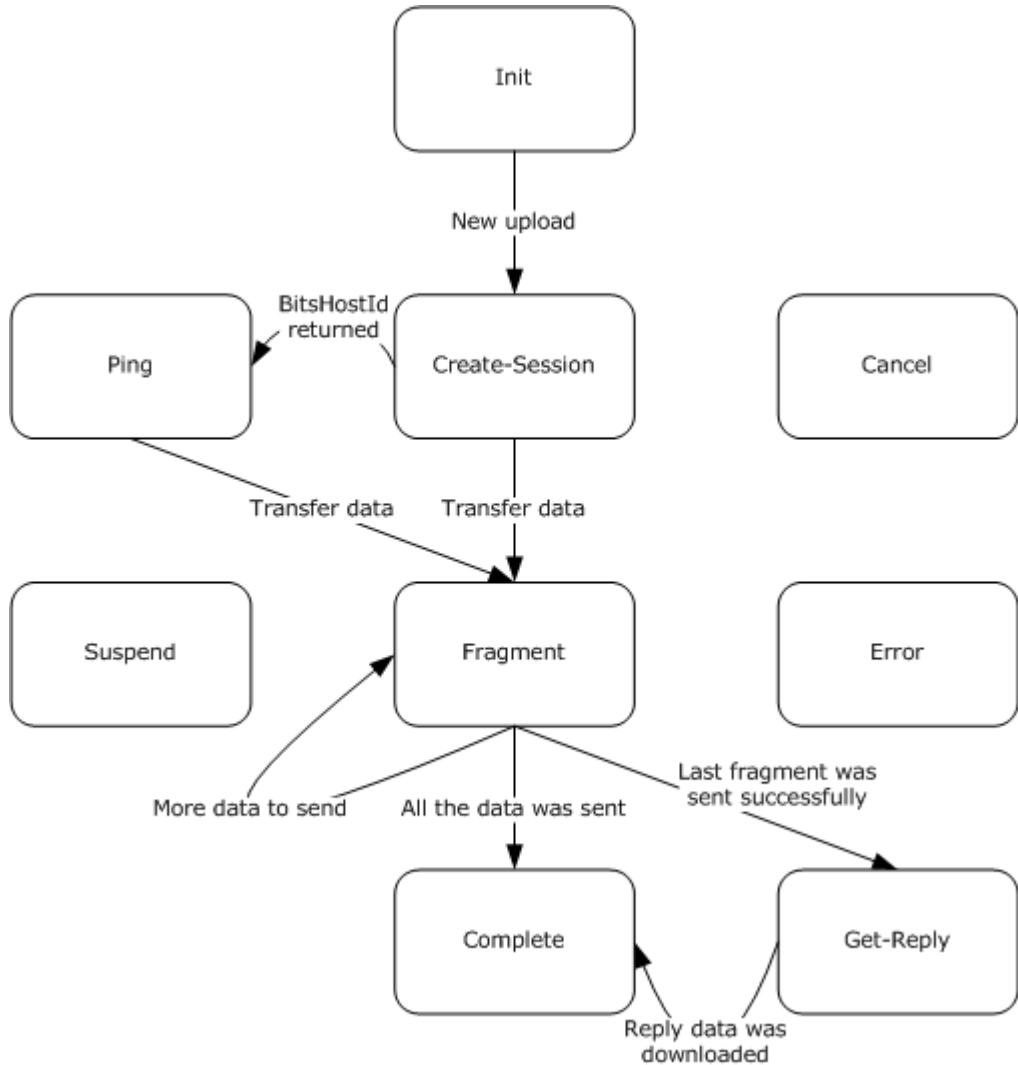 Init
New upload
BitsHostId
returned
Ping
Create-Session
Cancel
Transfer data
Transfer data
Suspend
Fragment
Error
More data to send
All the data was sent
Last fragment was
sent successfully
Complete
Get-Reply
Reply data was
downloaded